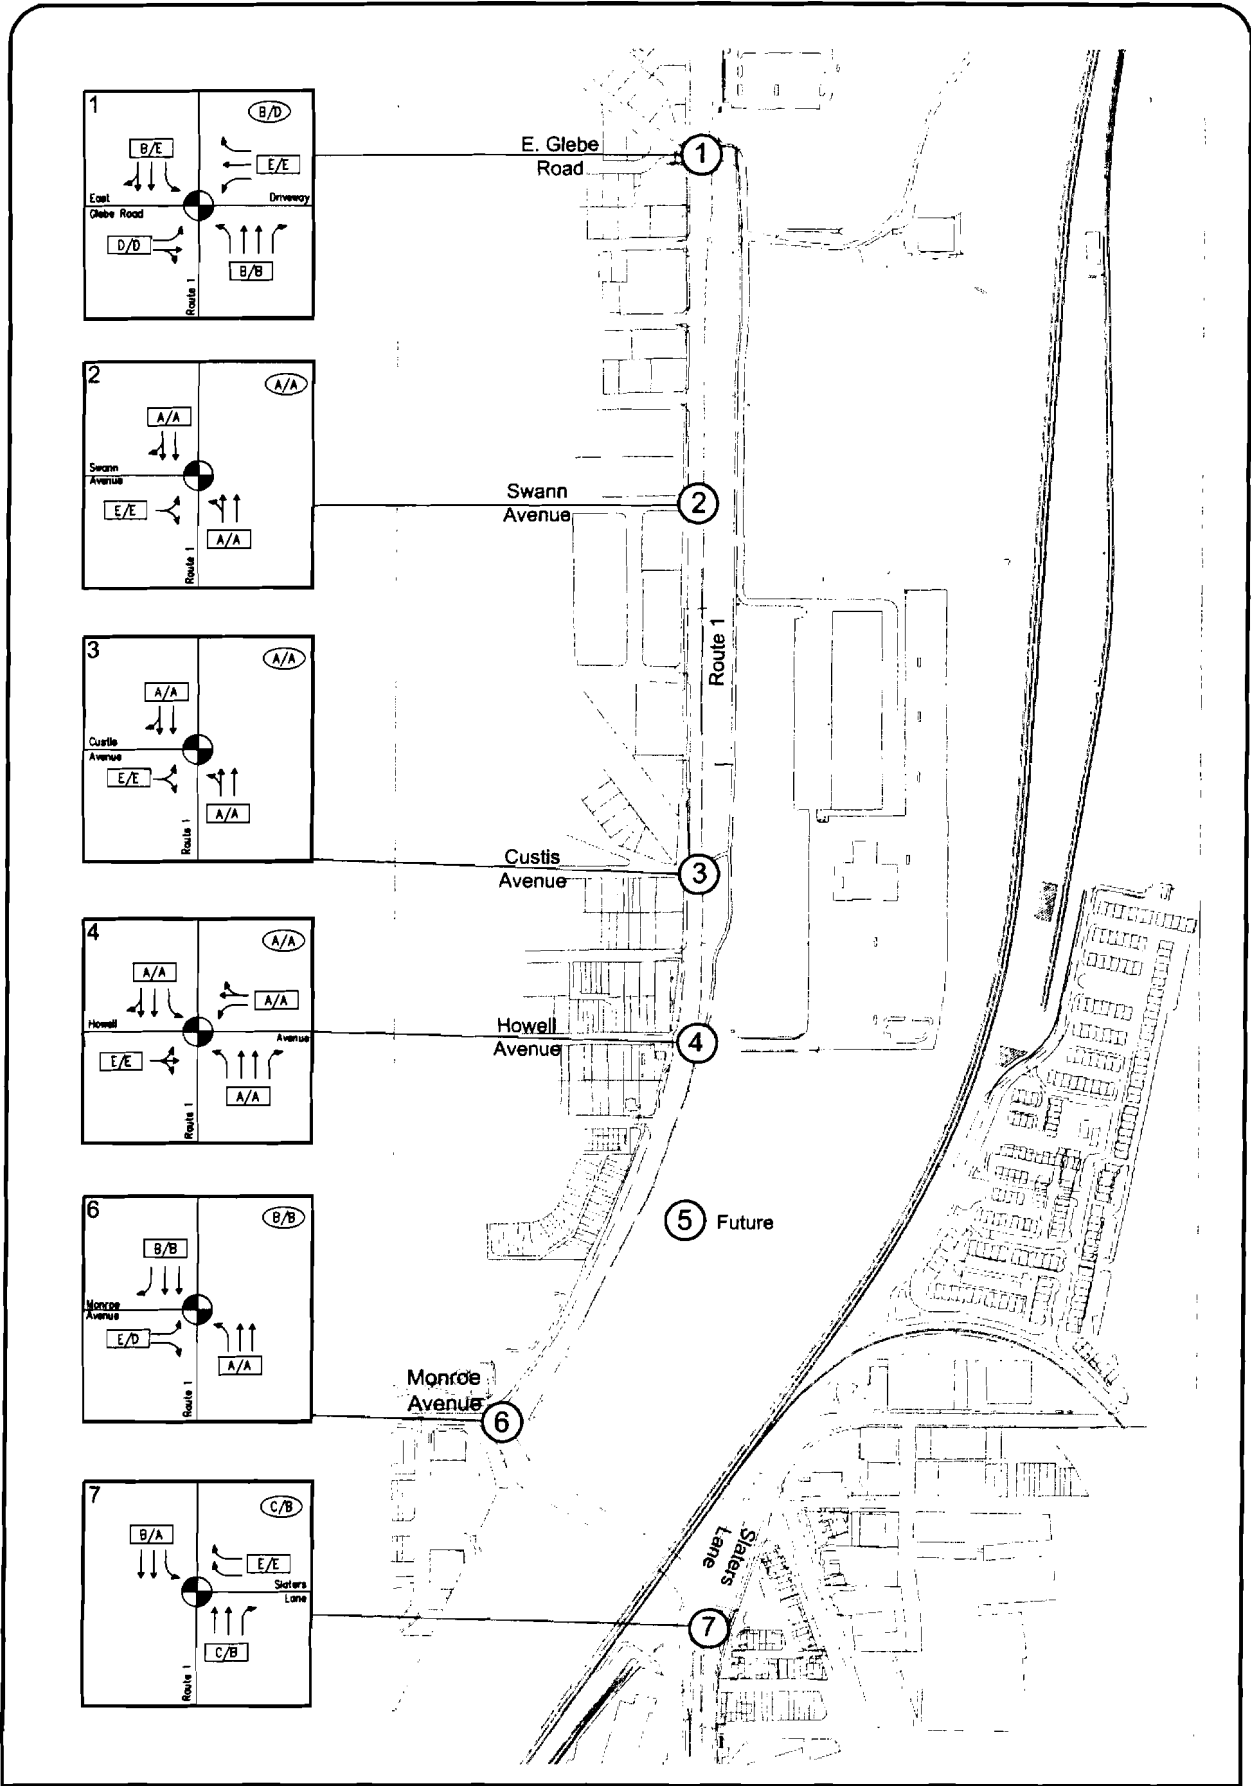 1
B/D
B/E
E/E
East
Glebe Road
Driveway
D/D
B/B
Route 1
2
A/A
A/A
Swann
Avenue
E/E
A/A
Route 1
3
A/A
A/A
Custis
Avenue
E/E
A/A
Route 1
4
A/A
A/A
A/A
Howell
Avenue
E/E
A/A
Route 1
6
B/B
B/B
Monroe
Avenue
E/D
A/A
Route 1
7
C/B
B/A
E/E
Slaters
Lane
C/B
Route 1
E. Glebe
Road
1
Swann
Avenue
2
Route 1
Custis
Avenue
3
Howell
Avenue
4
5 Future
Monroe
Avenue
6
Slaters
Lane
7